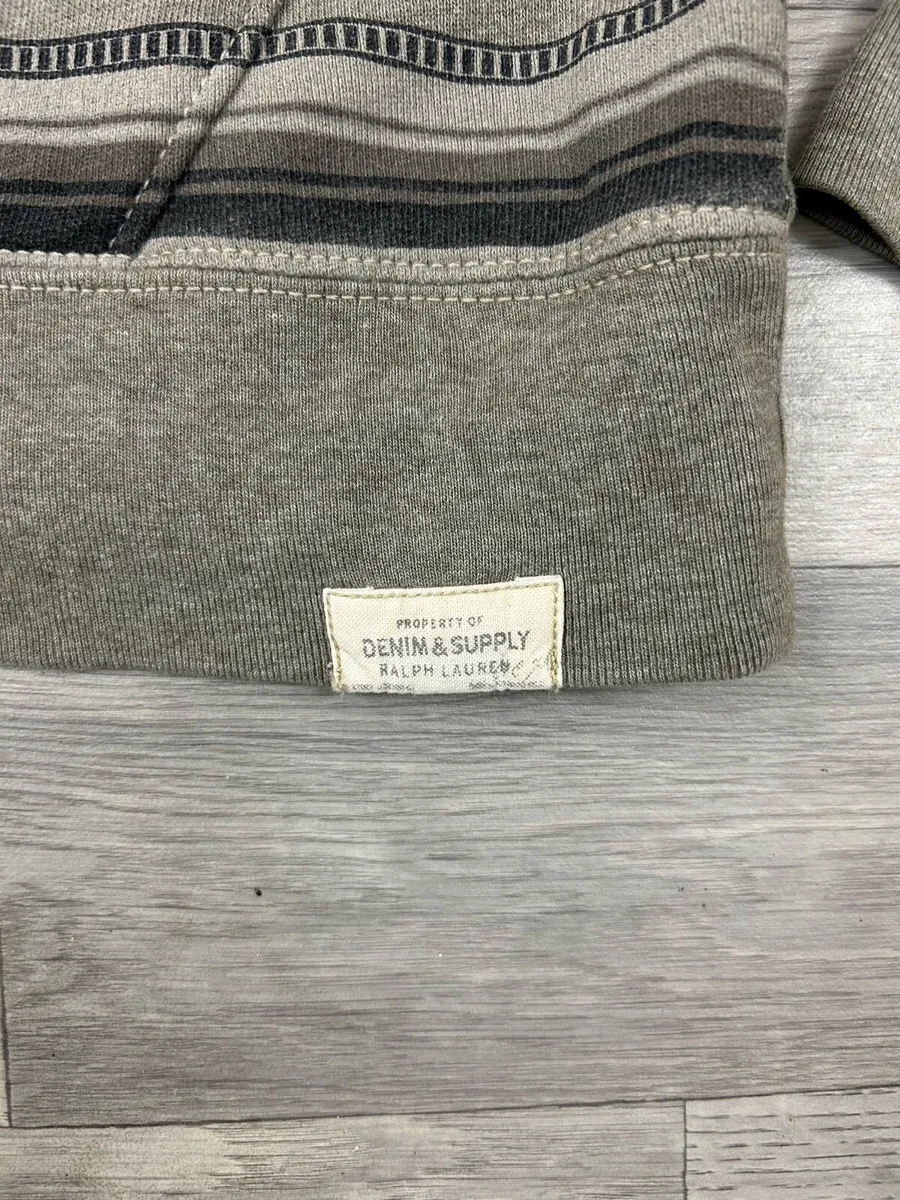 PROPERTY OF
DENIM & SUPPLY
RALPH LAUREN